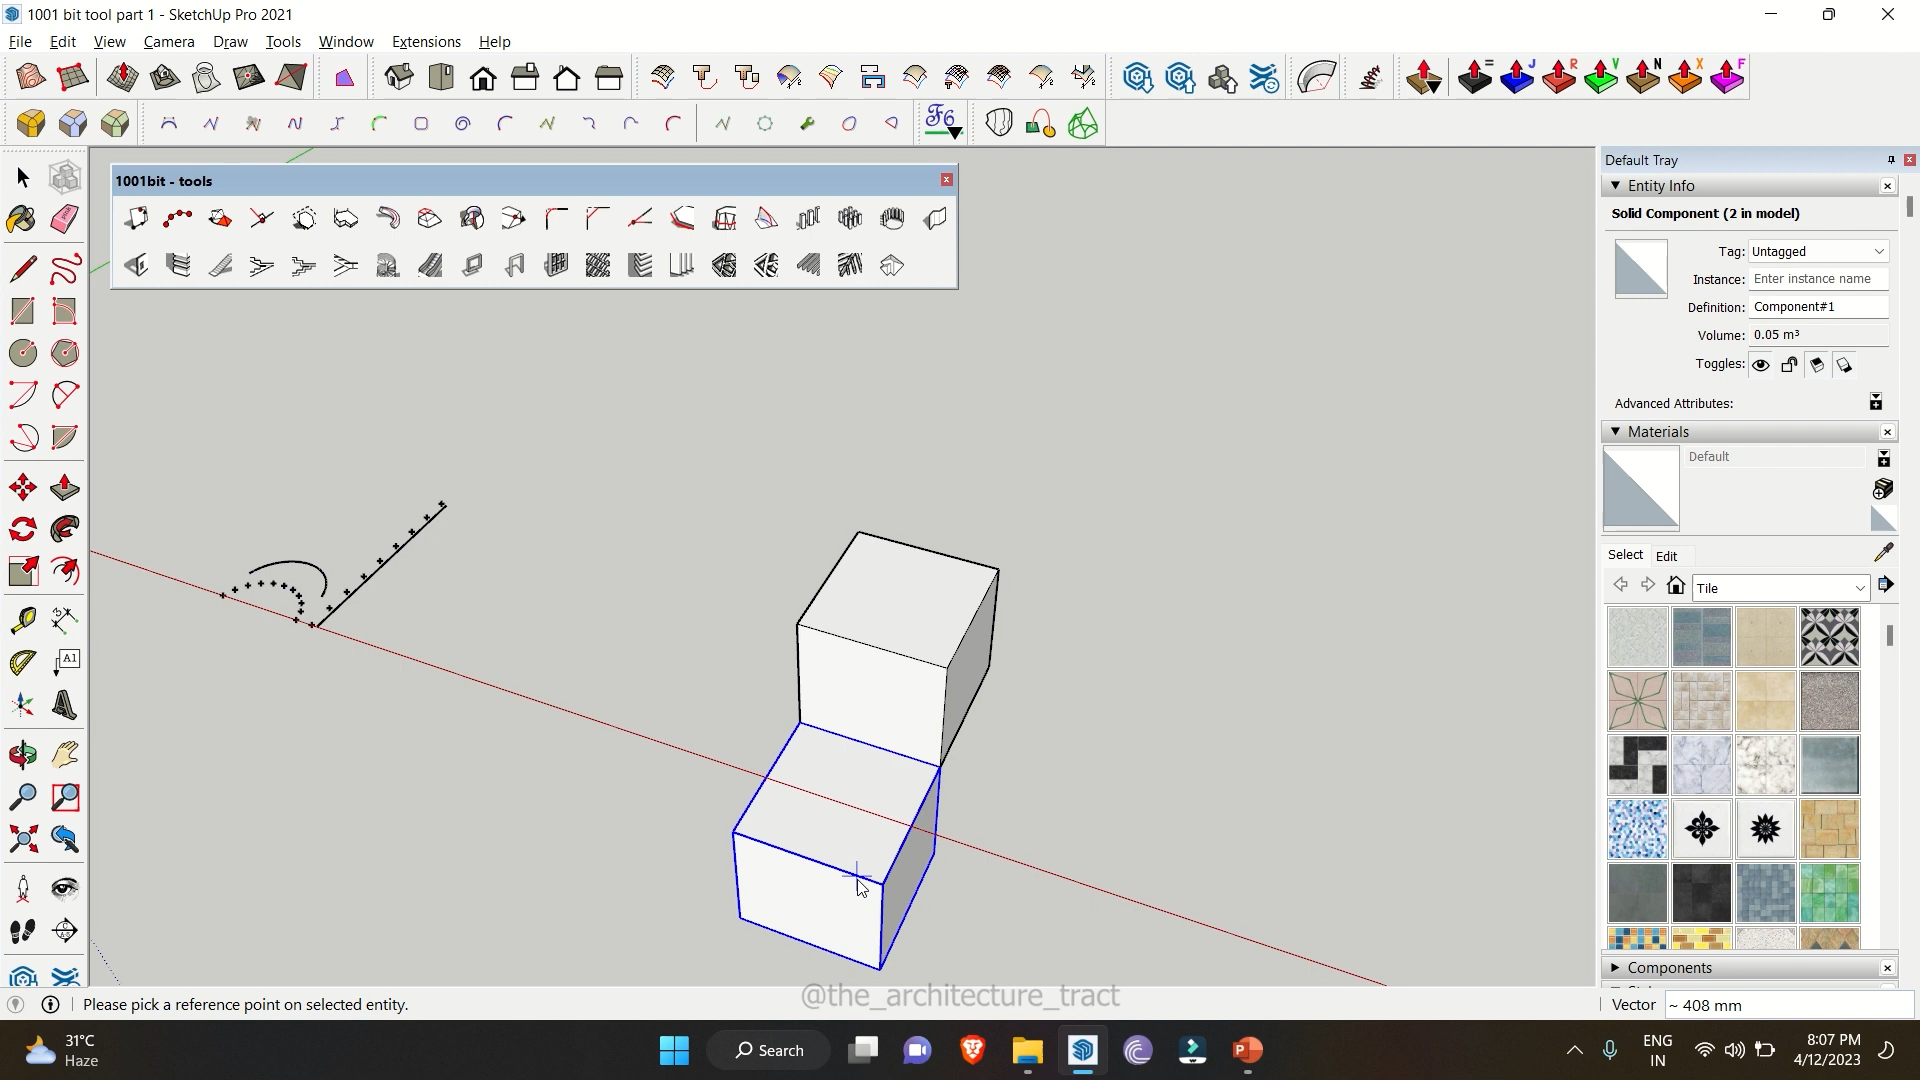 1001 bit tool part 1 - SketchUp Pro 2021
File Edit View Camera Draw Tools Window Extensions Help
= J R V N X F
F6
1001bit - tools
A1
Default Tray
Entity Info
Solid Component (2 in model)
Tag: Untagged
Instance: Enter instance name
Definition: Component#1
Volume: 0.05 m³
Toggles:
Advanced Attributes:
Materials
Default
Select Edit
Tile
Components
Please pick a reference point on selected entity.
@the_architecture_tract
Vector ~ 408 mm
31°C
Haze
Search
ENG
IN
8:07 PM
4/12/2023